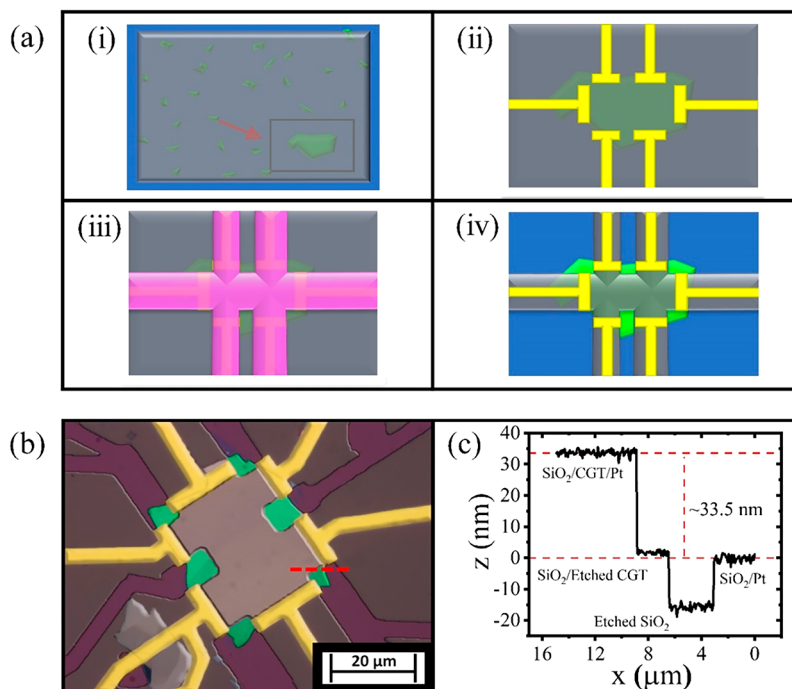 (a)
(i)
(ii)
(iii)
(iv)
(b)
20 μm
(c)
40
30
20
10
0
-10
-20
z (nm)
SiO₂/CGT/Pt
~33.5 nm
SiO₂/Etched CGT
SiO₂/Pt
Etched SiO₂
16 12 8 4 0
x (μm)